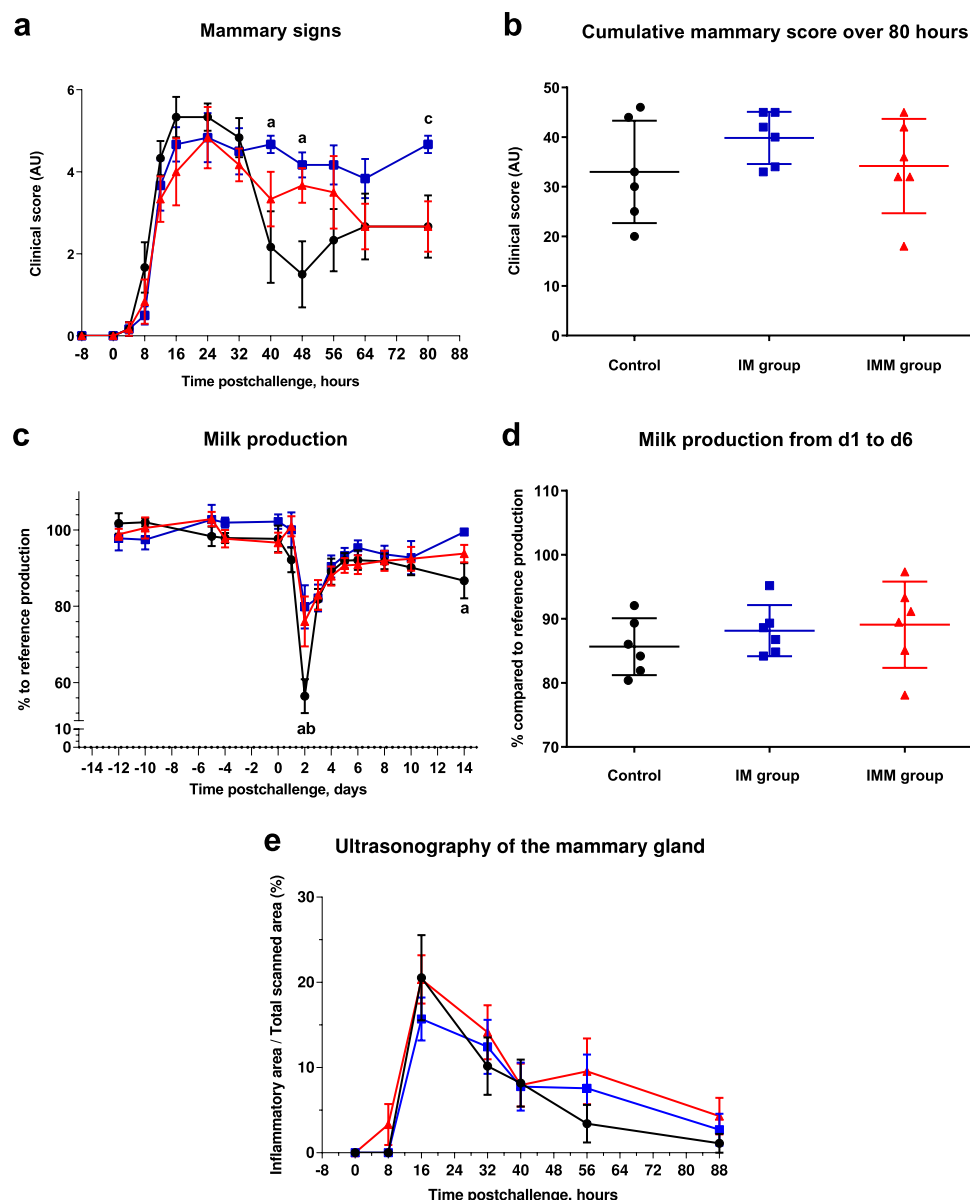 a
Mammary signs
Clinical score (AU)
6
4
2
0
a
a
c
-8 0 8 16 24 32 40 48 56 64 72 80 88
Time postchallenge, hours
b
Cumulative mammary score over 80 hours
Clinical score (AU)
50
40
30
20
10
0
Control IM group IMM group
c
Milk production
% to reference production
100
80
60
10
0
ab
a
-14 -12 -10 -8 -6 -4 -2 0 2 4 6 8 10 12 14
Time postchallenge, days
d
Milk production from d1 to d6
% compared to reference production
110
100
90
80
70
Control IM group IMM group
e
Ultrasonography of the mammary gland
Inflammatory area / Total scanned area (%)
30
20
10
0
-8 0 8 16 24 32 40 48 56 64 72 80 88
Time postchallenge, hours